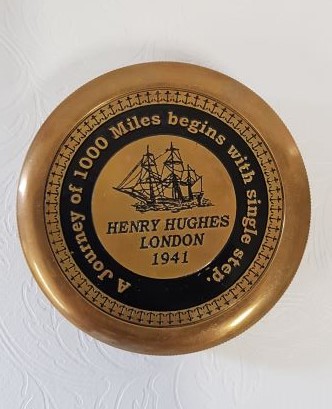 A Journey of 1000 Miles begins with single step.
HENRY HUGHES
LONDON
1941